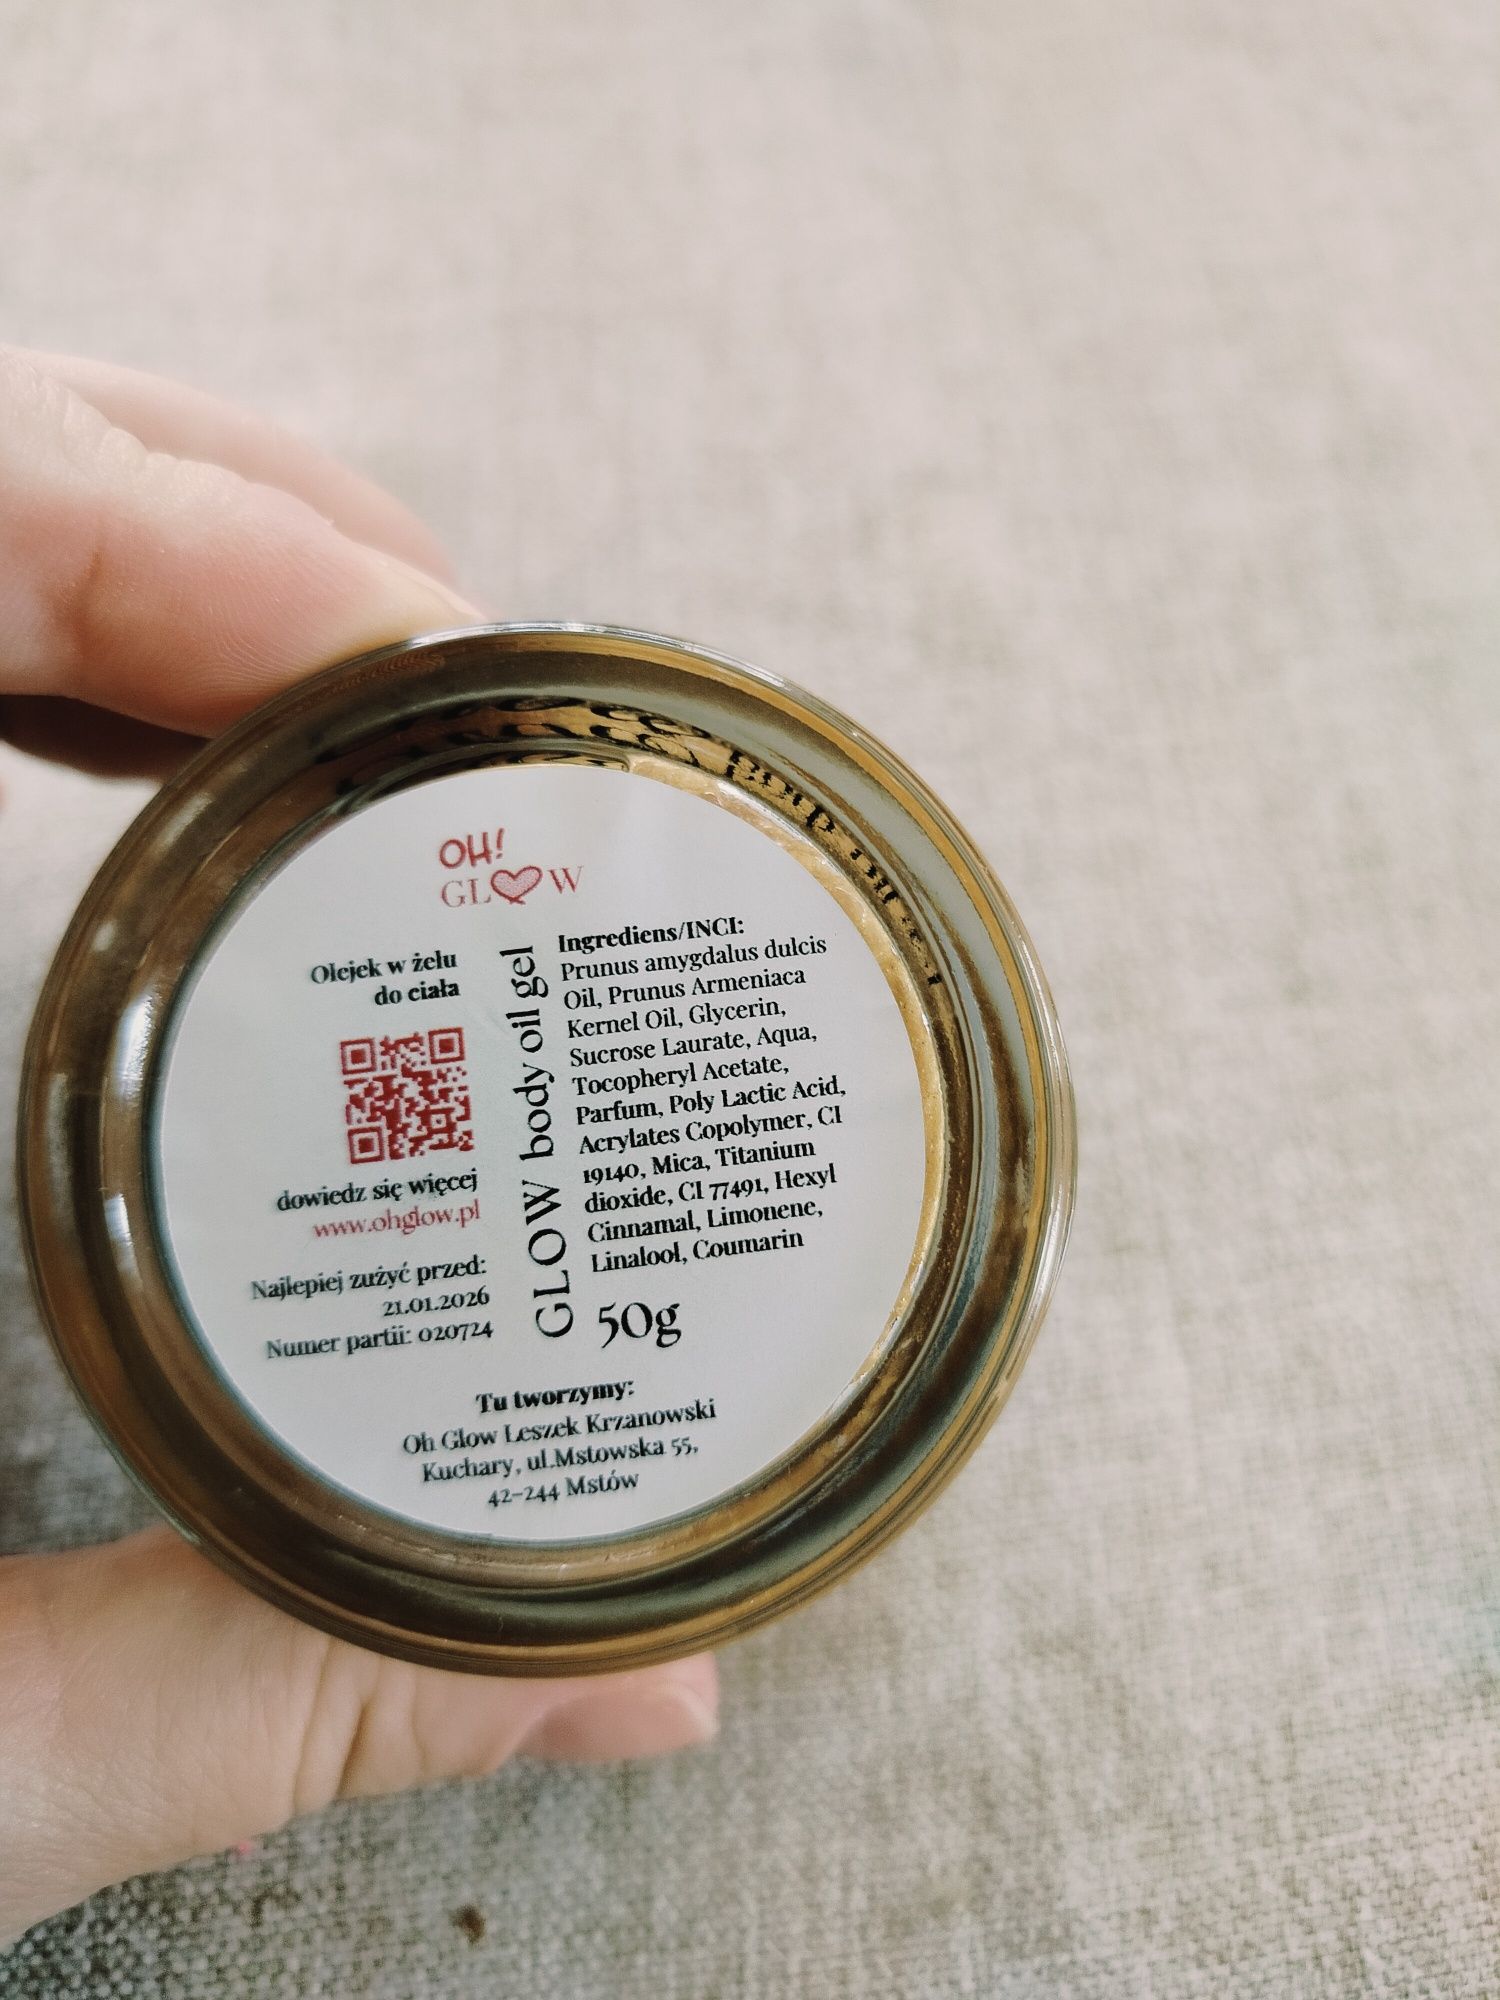 OH!
GLOW
Olejek w żelu
do ciała
dowiedz się więcej
www.ohglow.pl
Najlepiej zużyć przed:
21.01.2026
Numer partii: 020724
GLOW body oil gel
Ingrediens/INCI:
Prunus amygdalus dulcis
Oil, Prunus Armeniaca
Kernel Oil, Glycerin,
Sucrose Laurate, Aqua,
Tocopheryl Acetate,
Parfum, Poly Lactic Acid,
Acrylates Copolymer, CI
19140, Mica, Titanium
dioxide, CI 77491, Hexyl
Cinnamal, Limonene,
Linalool, Coumarin
50g
Tu tworzymy:
Oh Glow Leszek Krzanowski
Kuchary, ul.Mstowska 55,
42-244 Mstów